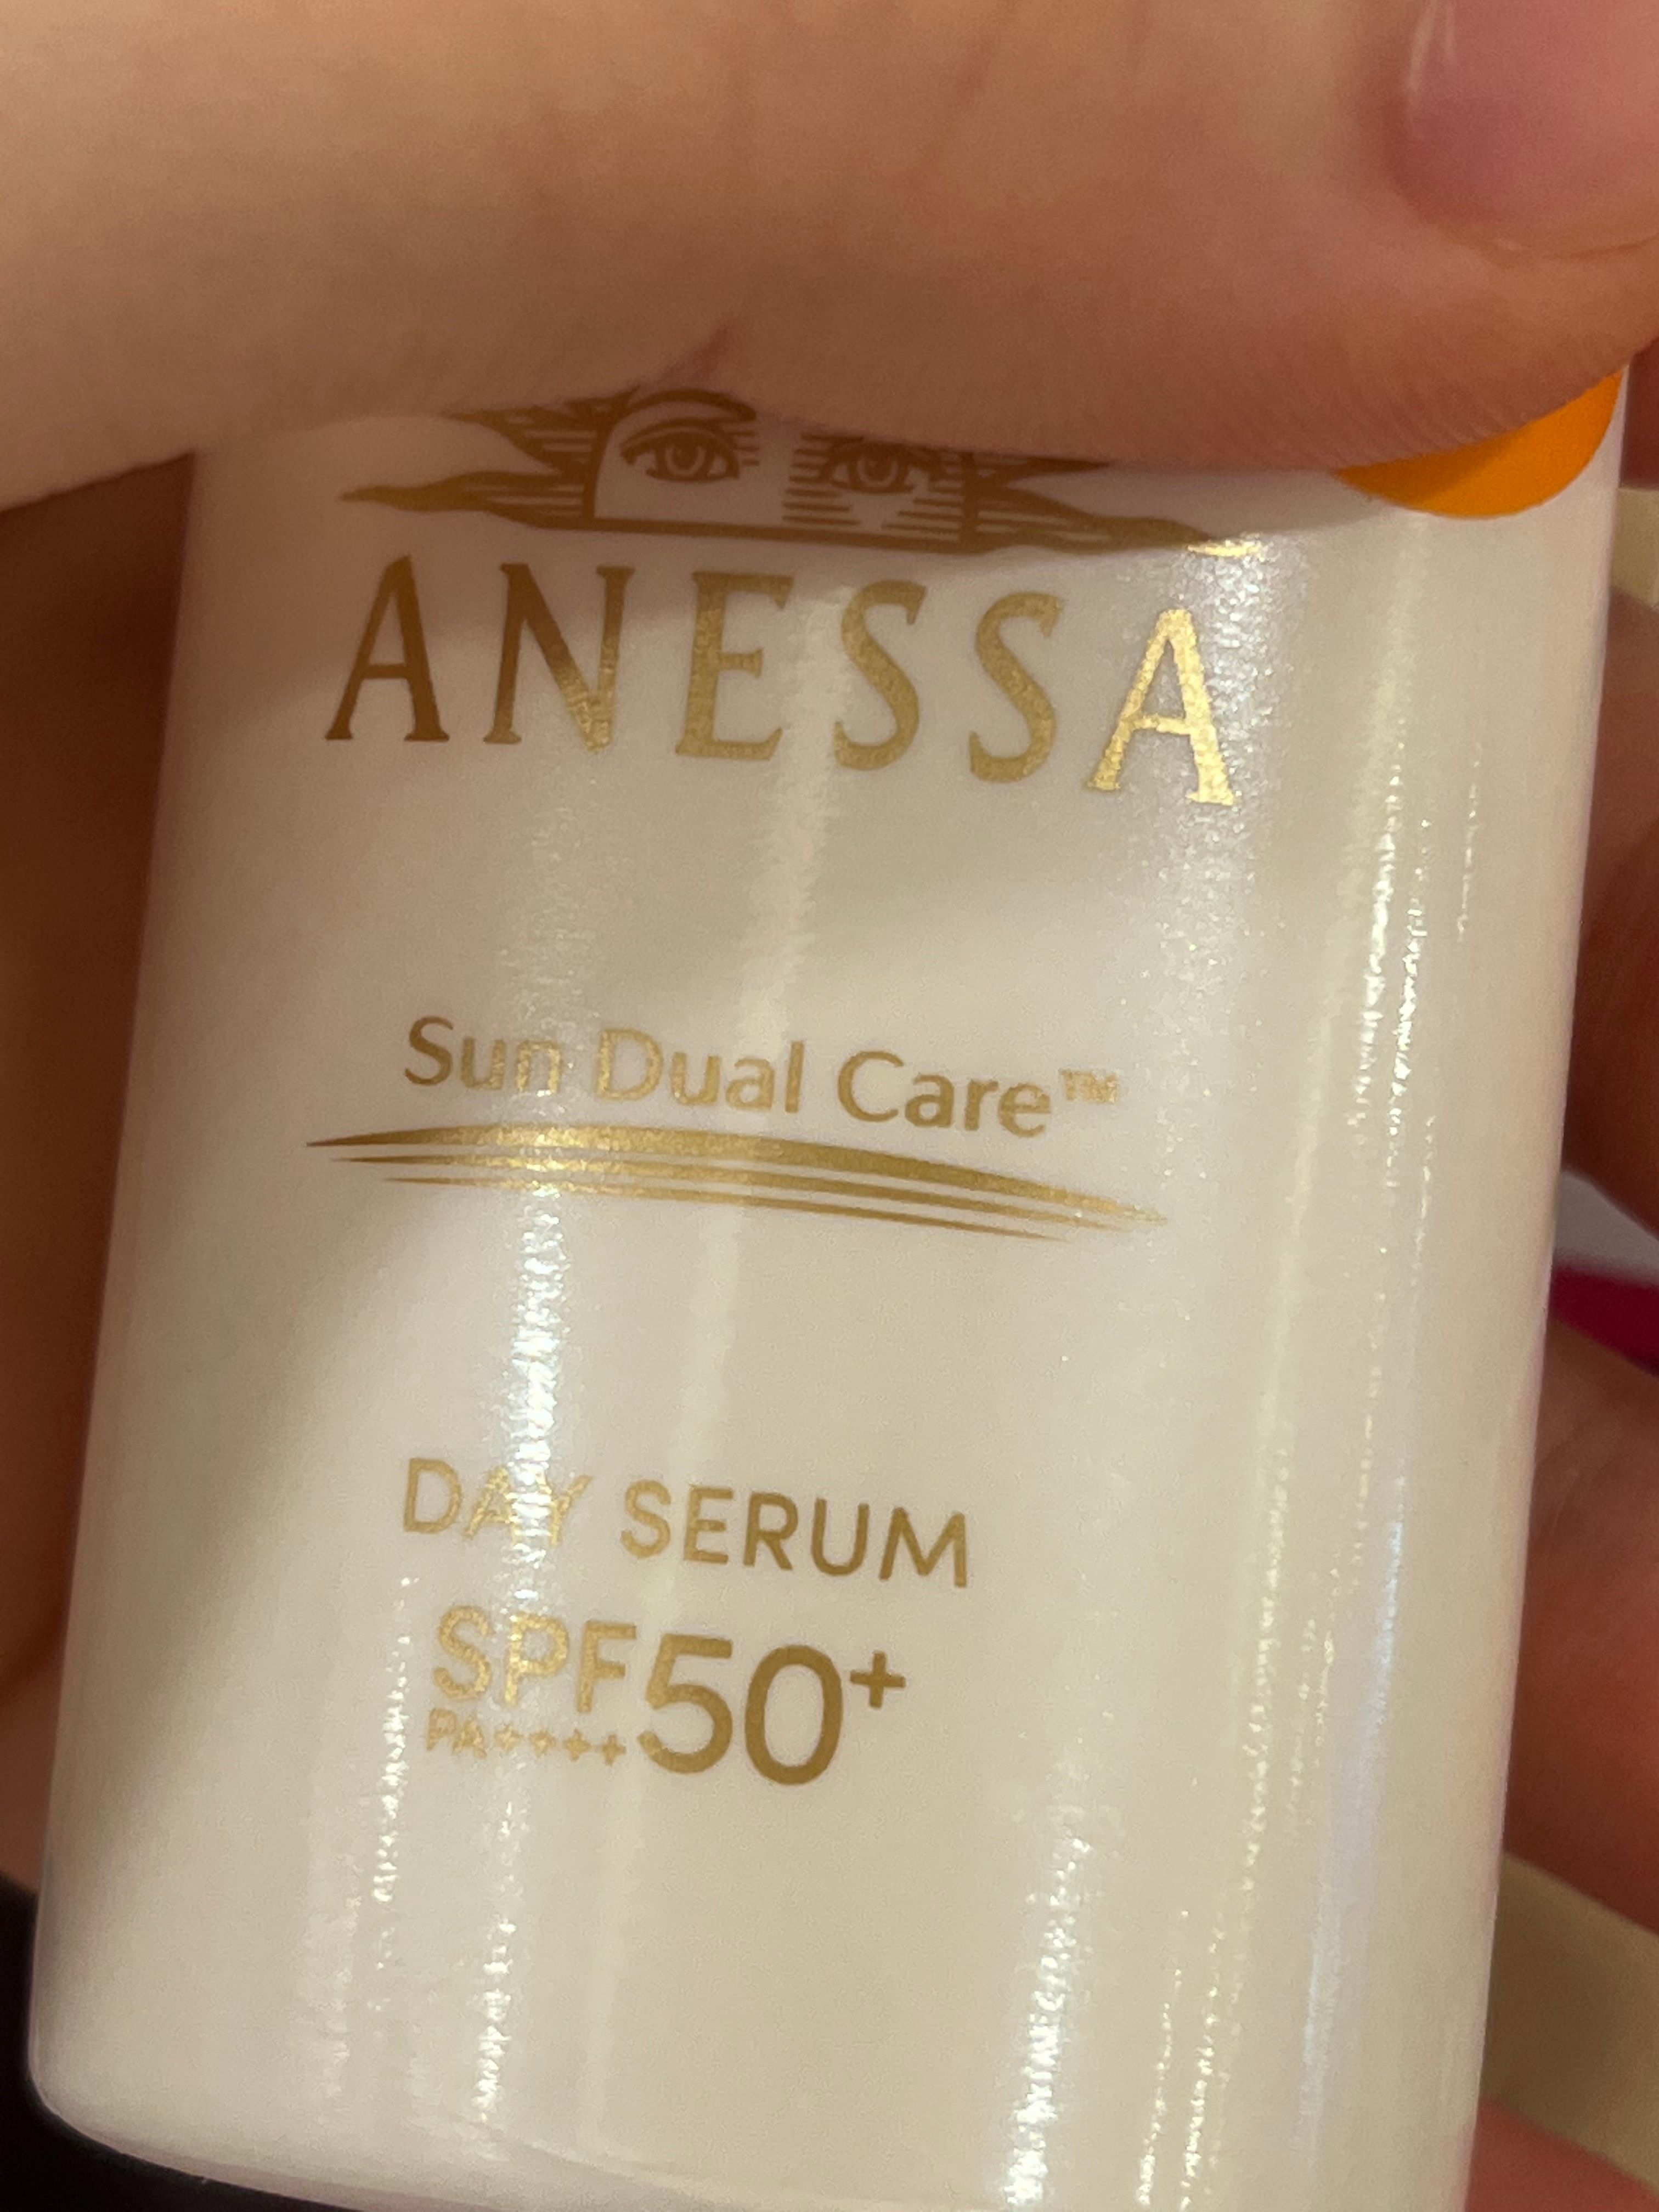 ANESSA
Sun Dual Care™
DAY SERUM
SPF50+
PA++++